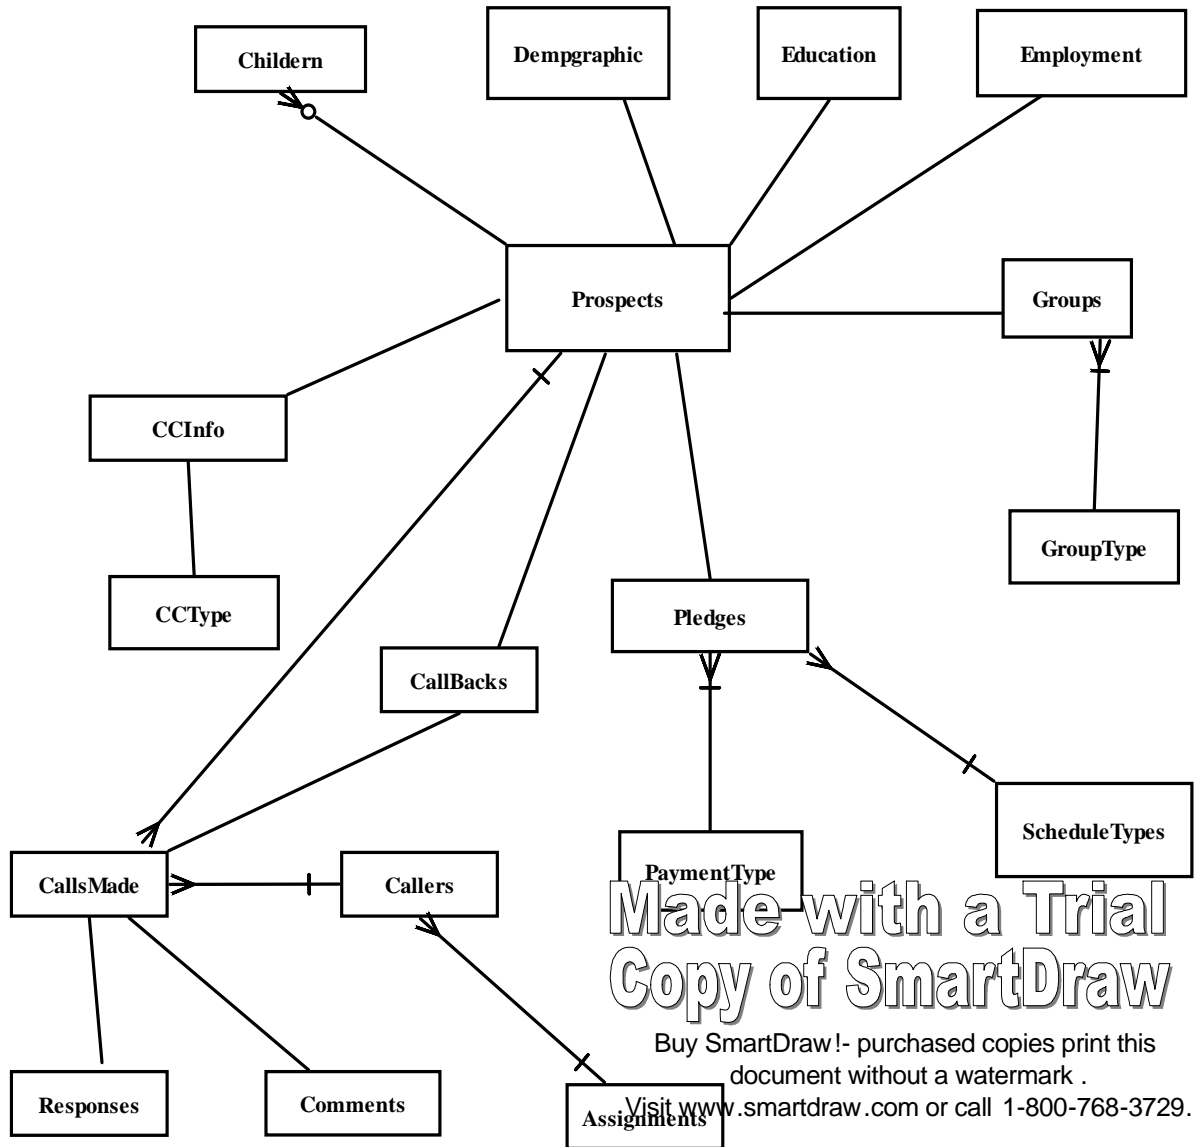 Childern
Dempgraphic
Education
Employment
Prospects
Groups
CCInfo
GroupType
CCType
Pledges
CallBacks
ScheduleTypes
PaymentType
CallsMade
Callers
Made with a Trial
Copy of SmartDraw
Buy SmartDraw!- purchased copies print this
document without a watermark .
Visit www.smartdraw.com or call 1-800-768-3729.
Responses
Comments
Assignments